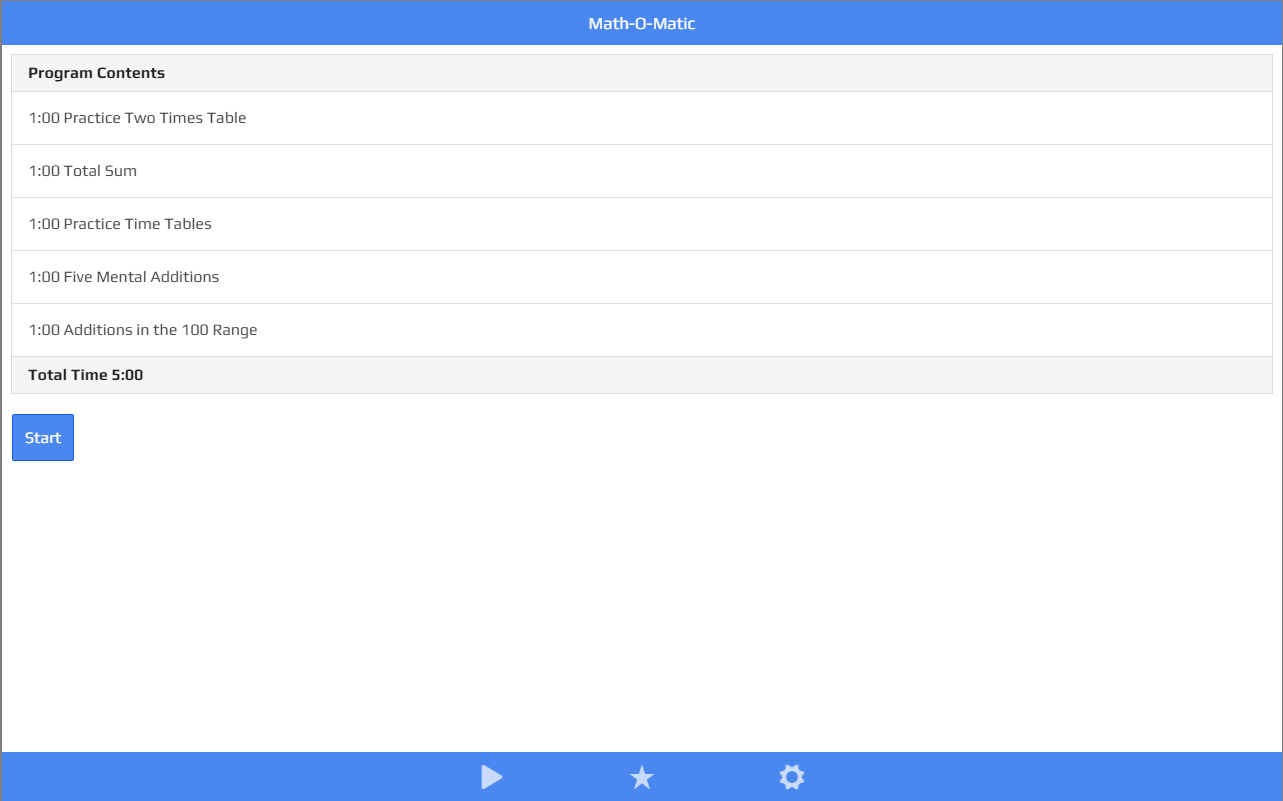 Math-O-Matic
Program Contents
1:00 Practice Two Times Table
1:00 Total Sum
1:00 Practice Time Tables
1:00 Five Mental Additions
1:00 Additions in the 100 Range
Total Time 5:00
Start